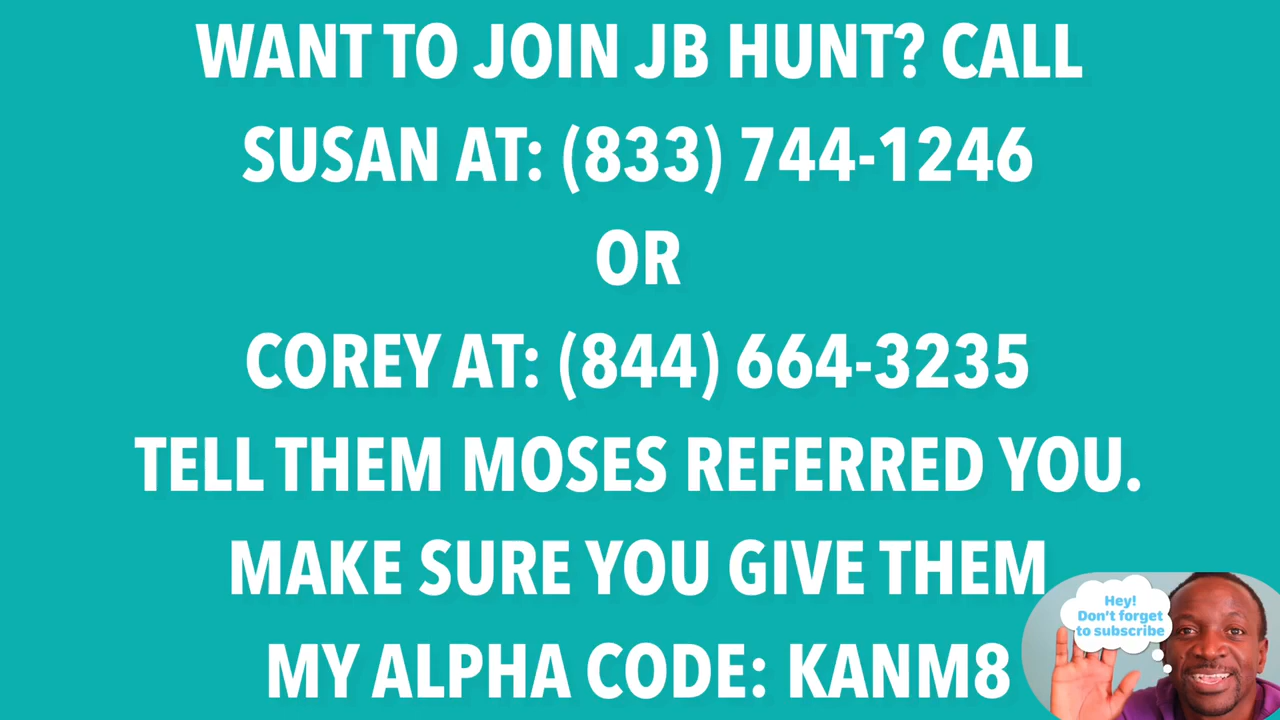 WANT TO JOIN JB HUNT? CALL
SUSAN AT: (833) 744-1246
OR
COREY AT: (844) 664-3235
TELL THEM MOSES REFERRED YOU.
MAKE SURE YOU GIVE THEM
MY ALPHA CODE: KANM8
Hey!
Don't forget
to subscribe